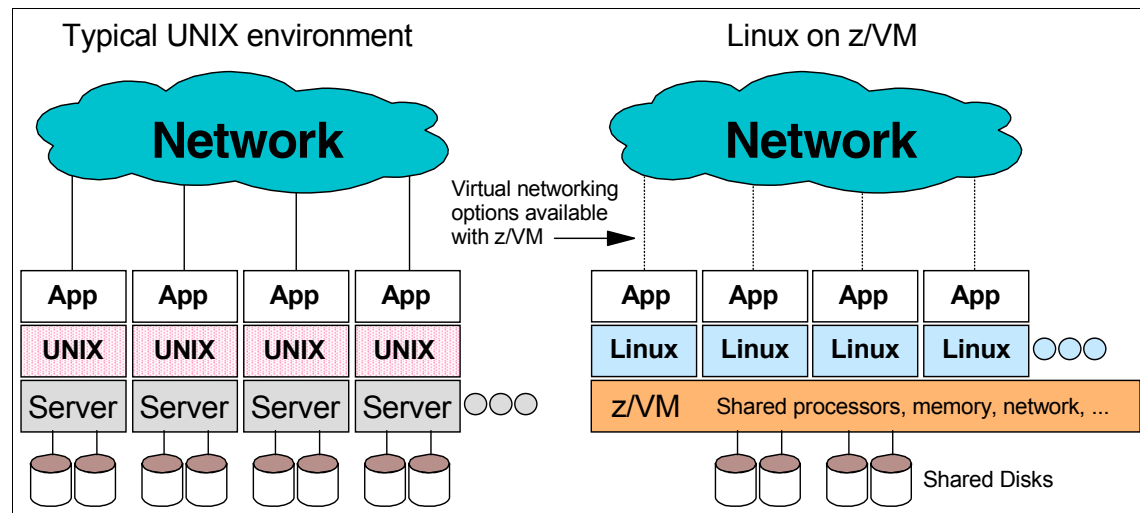 Typical UNIX environment
Linux on z/VM
Network
Network
Virtual networking
options available
with z/VM
App App App App
App App App App
UNIX UNIX UNIX UNIX
Linux Linux Linux Linux
Server Server Server Server
z/VM Shared processors, memory, network, ...
Shared Disks